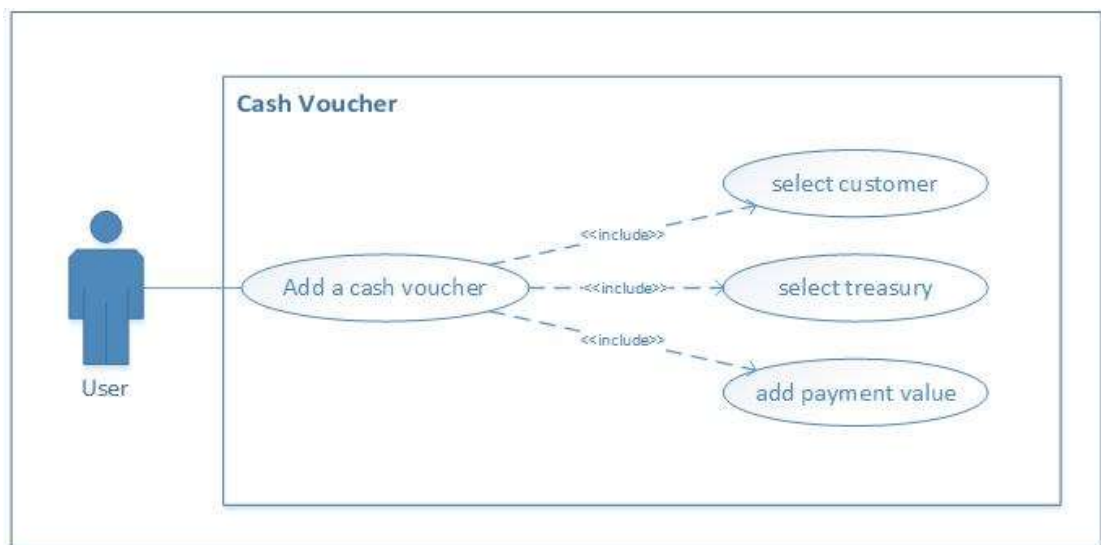 Cash Voucher
select customer
<<include>>
Add a cash voucher
<<include>>
select treasury
<<include>>
add payment value
User